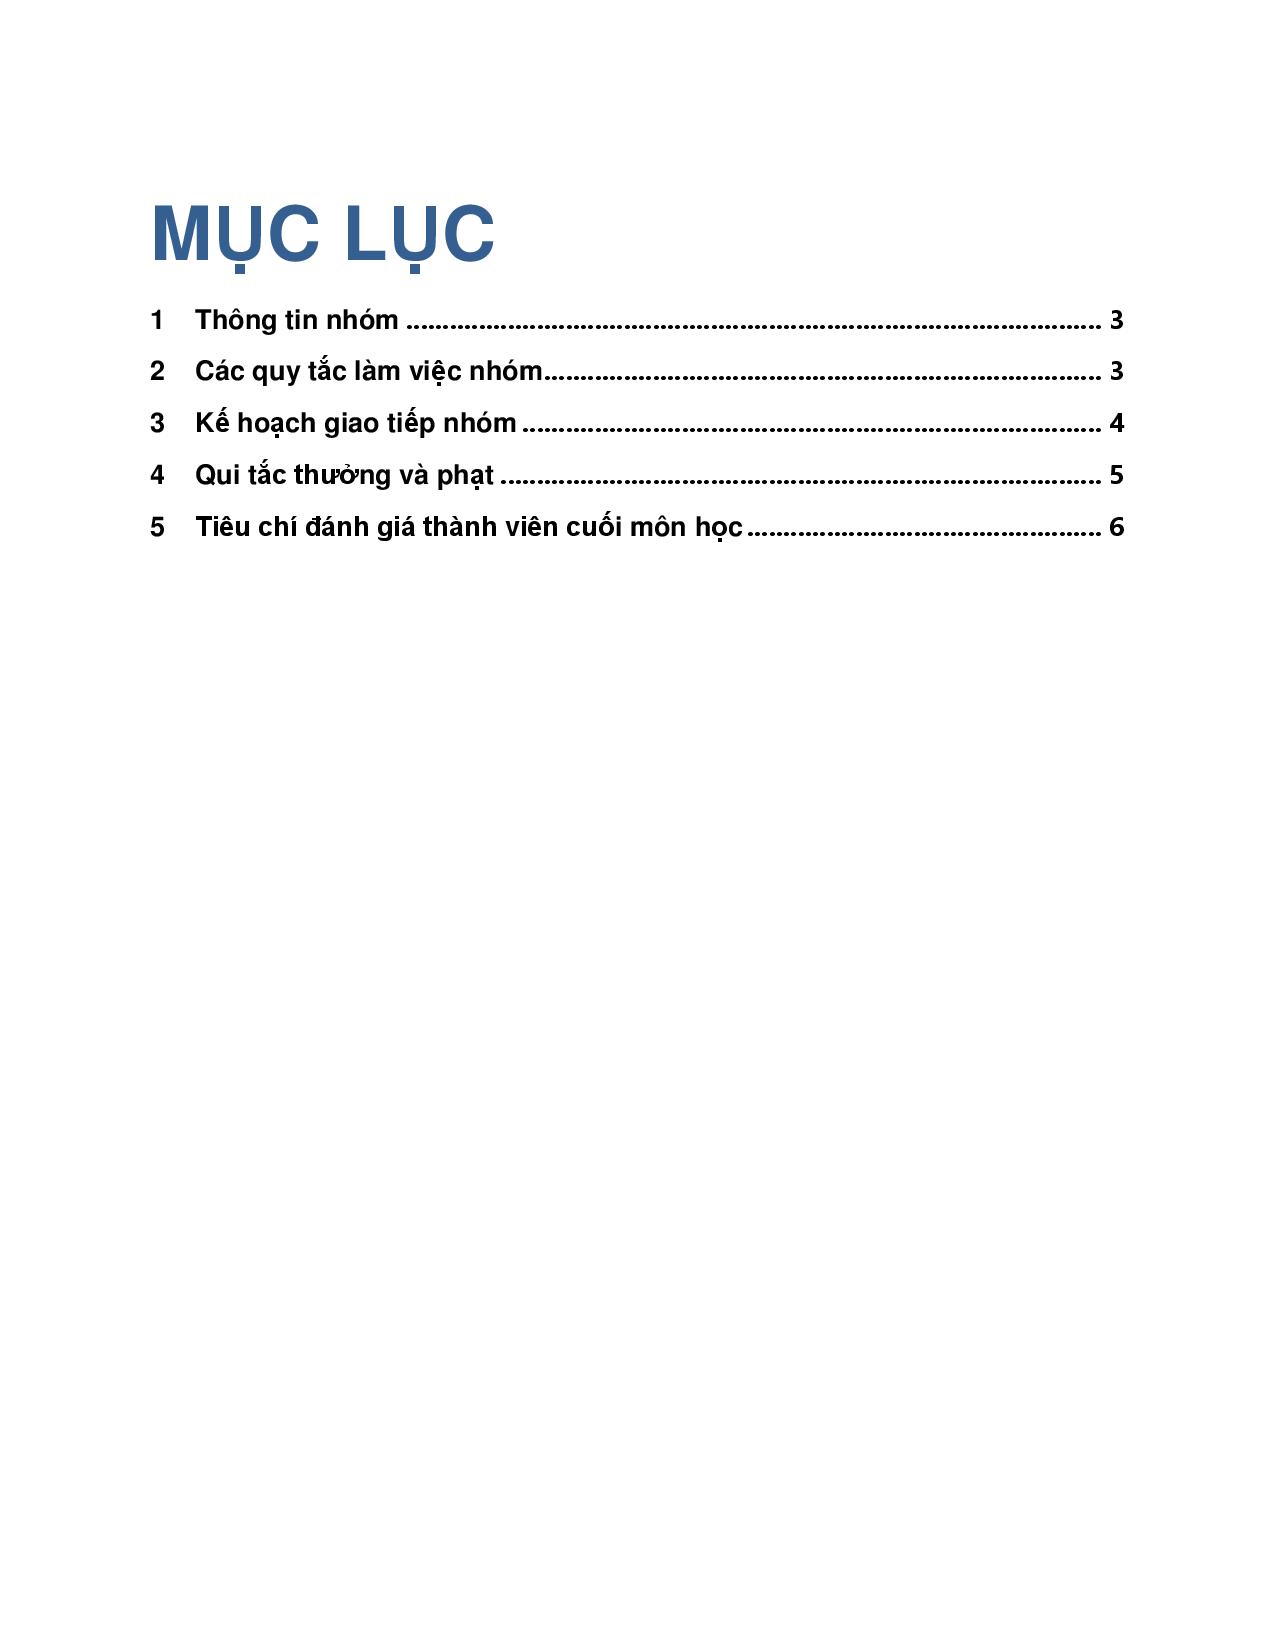 MỤC LỤC
1 Thông tin nhóm ................................................................................................ 3
2 Các quy tắc làm việc nhóm............................................................................. 3
3 Kế hoạch giao tiếp nhóm ................................................................................ 4
4 Qui tắc thưởng và phạt ................................................................................... 5
5 Tiêu chí đánh giá thành viên cuối môn học ................................................. 6